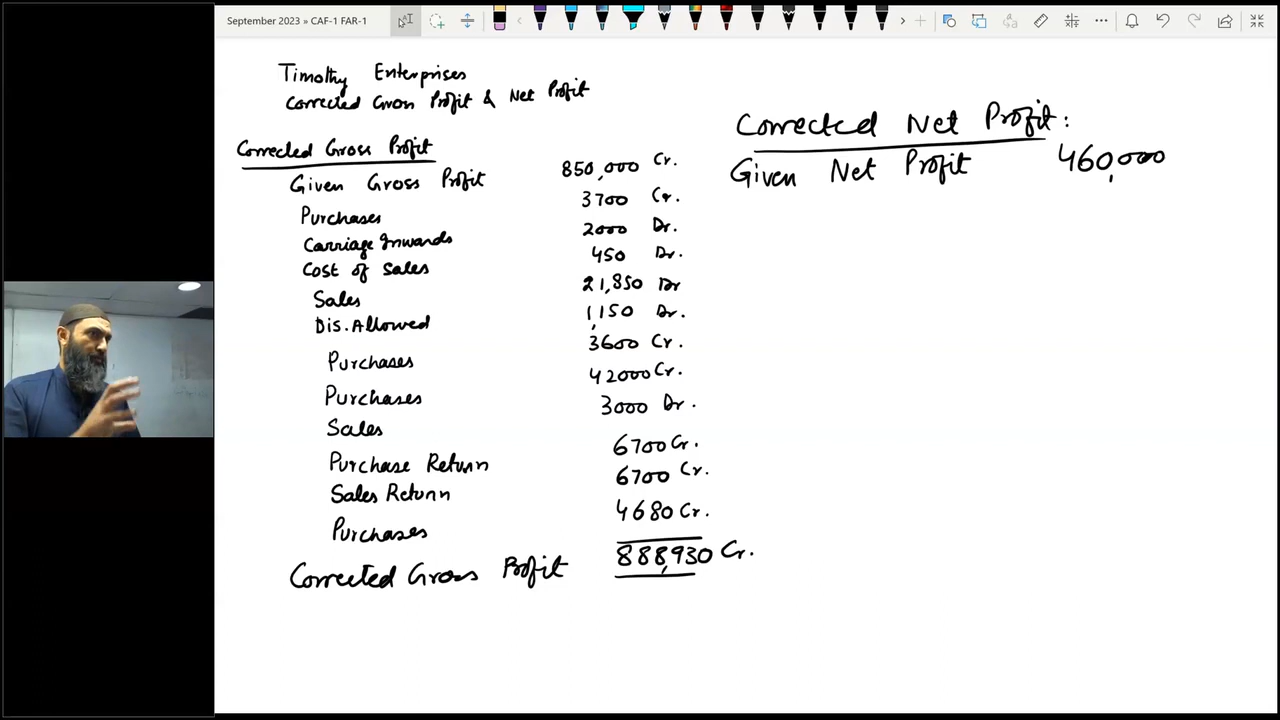 September 2023 » CAF-1 FAR-1
Timothy Enterprises
Corrected Gross Profit & Net Profit
Corrected Gross Profit
Given Gross Profit 850,000 Cr.
Purchases 3700 Cr.
Carriage Inwards 2000 Dr.
Cost of Sales 450 Dr.
Sales 21,850 Dr
Dis. Allowed 1,150 Dr.
Purchases 3600 Cr.
Purchases 42000 Cr.
Sales 3000 Dr.
Purchase Return 6700 Cr.
Sales Return 6700 Cr.
Purchases 4680 Cr.
Corrected Gross Profit 888,930 Cr.
Corrected Net Profit:
Given Net Profit 460,000